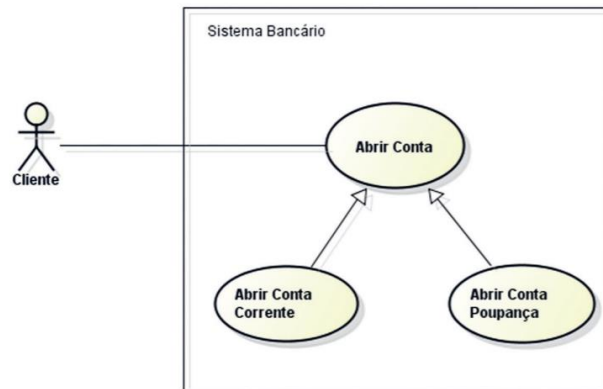 Sistema Bancário
Abrir Conta
Cliente
Abrir Conta
Corrente
Abrir Conta
Poupança